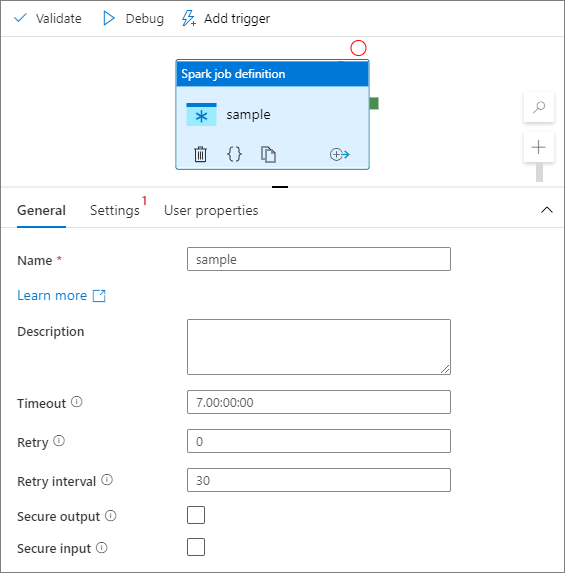 Validate Debug Add trigger
Spark job definition
sample
{}
General Settings 1 User properties
Name * sample
Learn more
Description
Timeout 7.00:00:00
Retry 0
Retry interval 30
Secure output
Secure input